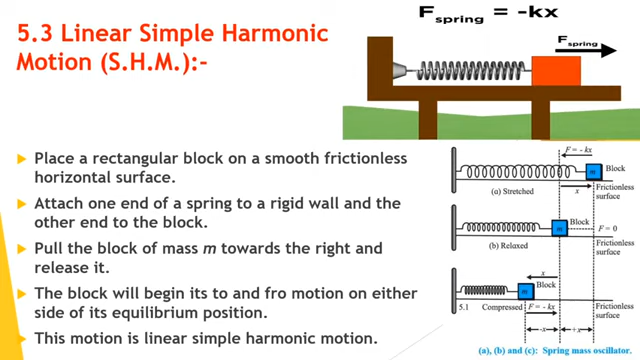 5.3 Linear Simple Harmonic
Motion (S.H.M.):-
Place a rectangular block on a smooth frictionless
horizontal surface.
Attach one end of a spring to a rigid wall and the
other end to the block.
Pull the block of mass m towards the right and
release it.
The block will begin its to and fro motion on either
side of its equilibrium position.
This motion is linear simple harmonic motion.
F spring = -kx
F spring
F = - kx
Block
m
x
(a) Stretched
Frictionless
surface
Block
m
F = 0
(b) Relaxed
Frictionless
surface
x
Block
m
5.1 Compressed
F = - kx
Frictionless
surface
-x
+x
(a), (b) and (c): Spring mass oscillator.